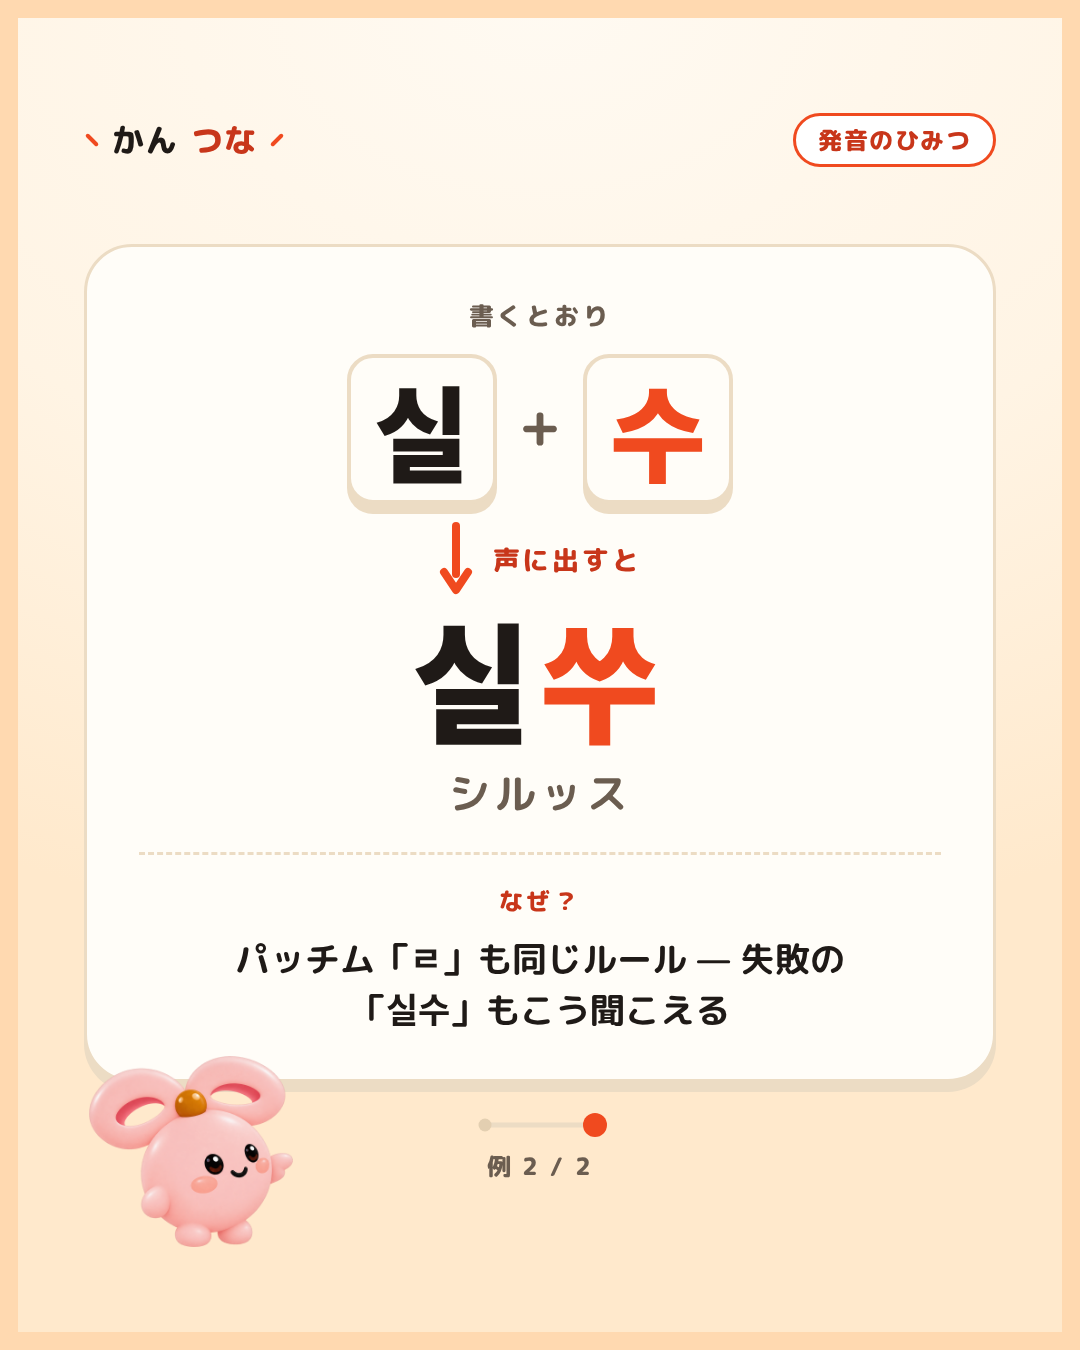 かん つな
発音のひみつ
書くとおり
실 + 수
声に出すと
실쑤
シルッス
なぜ？
パッチム「ㄹ」も同じルール — 失敗の
「실수」もこう聞こえる
例 2 / 2